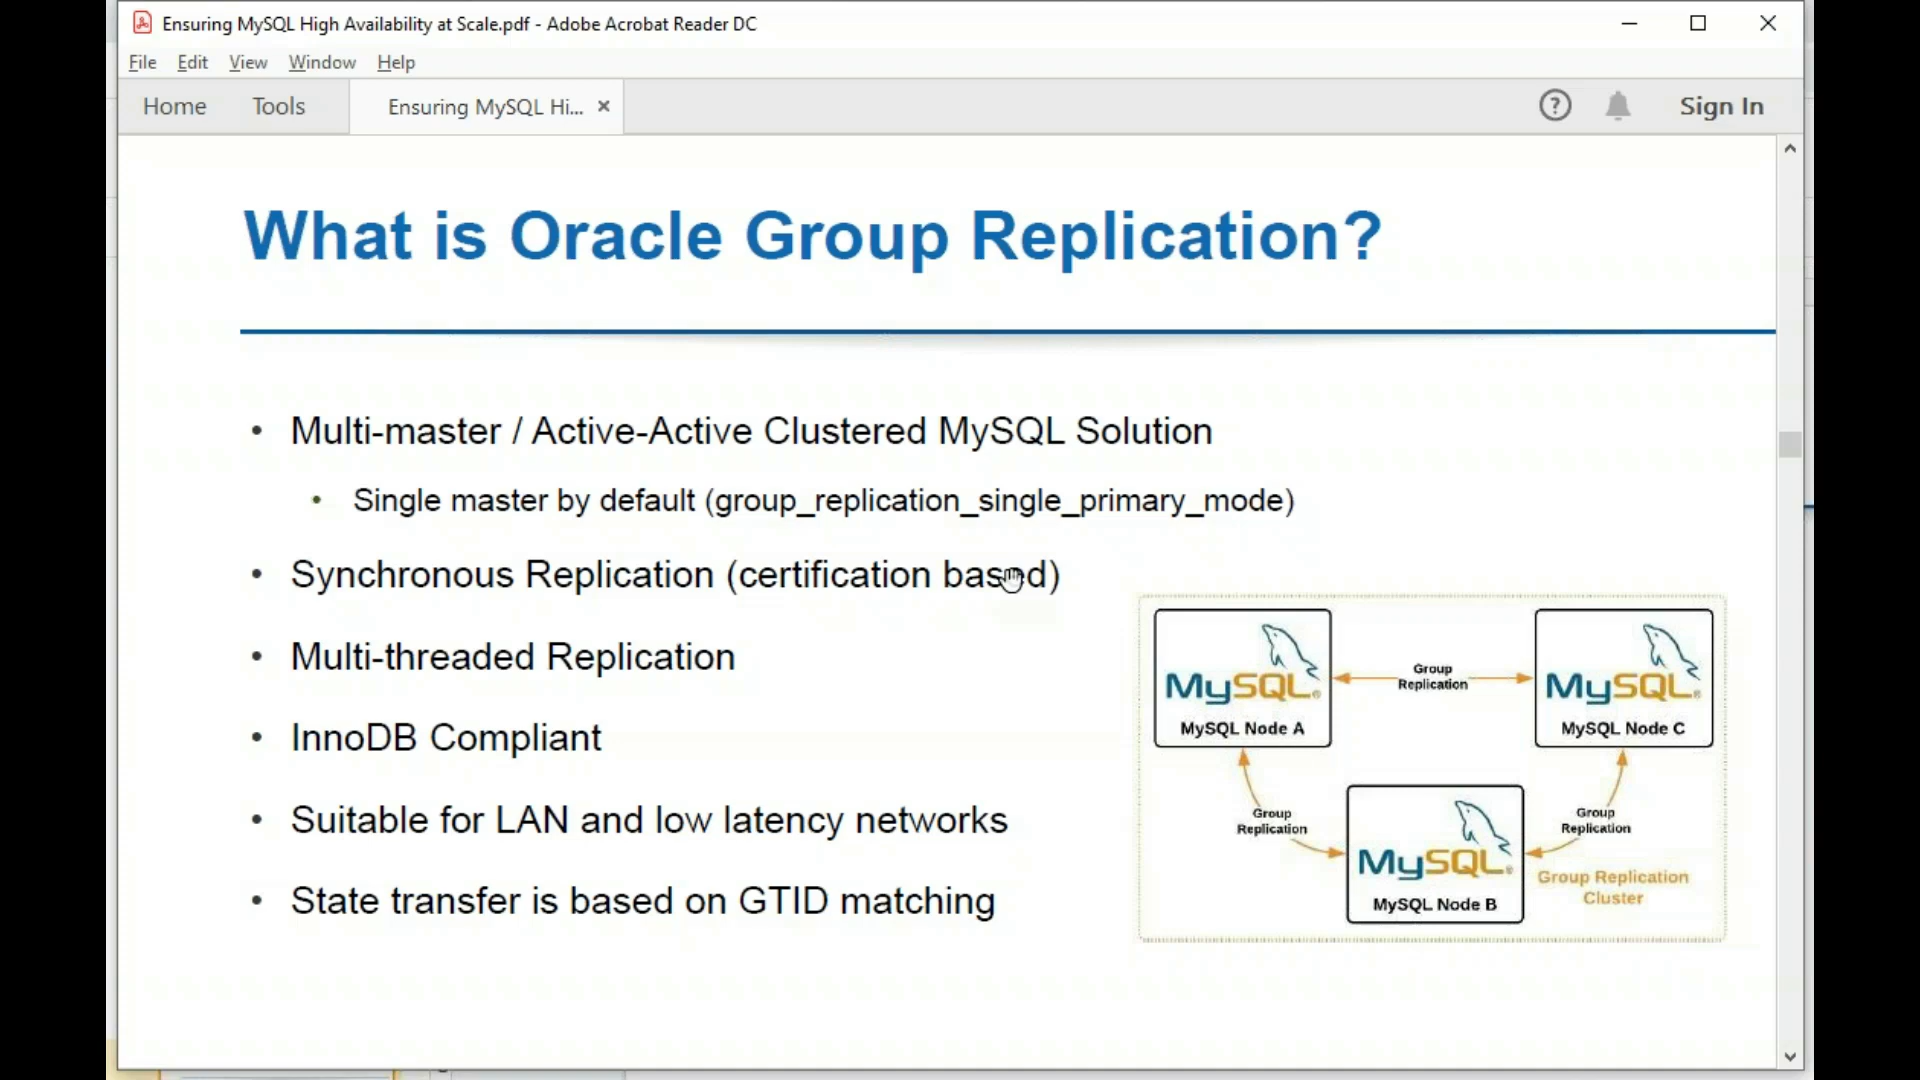 Ensuring MySQL High Availability at Scale.pdf - Adobe Acrobat Reader DC
File Edit View Window Help
Home Tools Ensuring MySQL Hi... Sign In
What is Oracle Group Replication?
• Multi-master / Active-Active Clustered MySQL Solution
• Single master by default (group_replication_single_primary_mode)
• Synchronous Replication (certification based)
• Multi-threaded Replication
• InnoDB Compliant
• Suitable for LAN and low latency networks
• State transfer is based on GTID matching
MySQL®
MySQL Node A
Group
Replication
MySQL®
MySQL Node C
Group
Replication
MySQL®
MySQL Node B
Group
Replication
Group Replication
Cluster